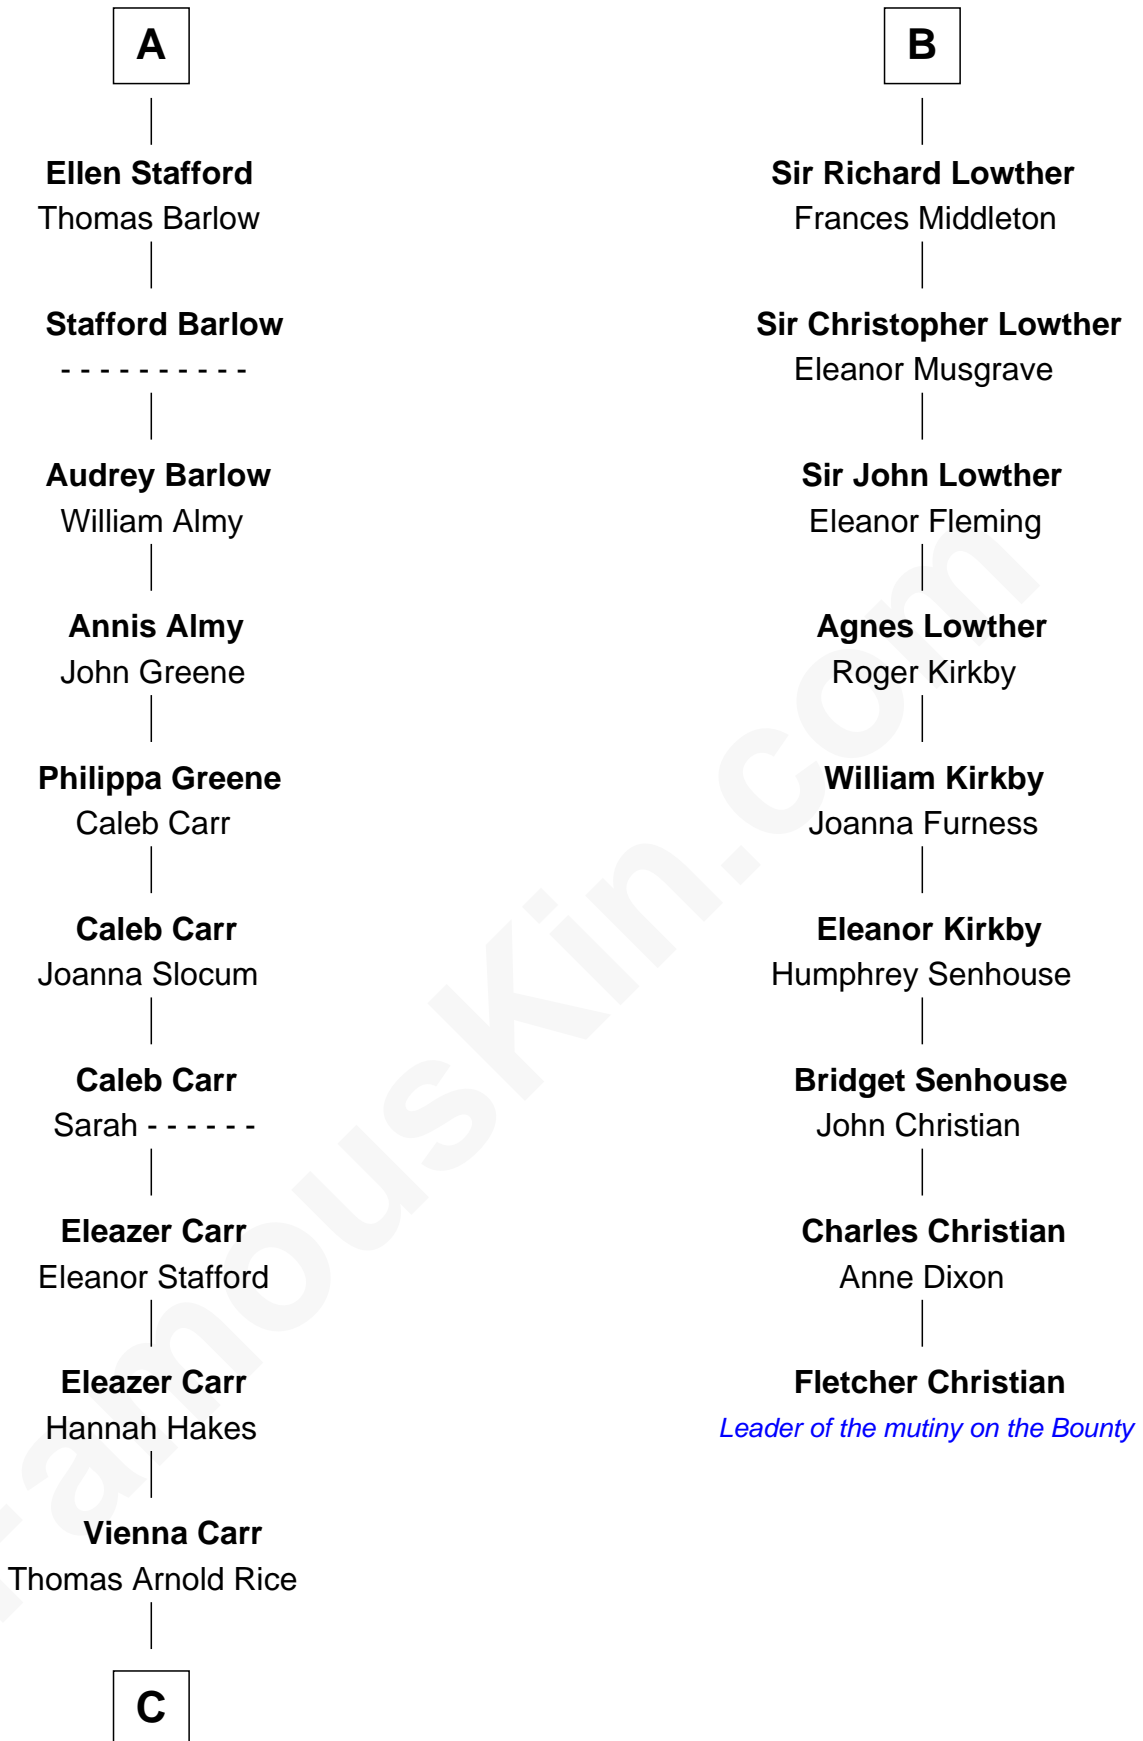 A
Ellen Stafford
Thomas Barlow
Stafford Barlow
- - - - - - - - - -
Audrey Barlow
William Almy
Annis Almy
John Greene
Philippa Greene
Caleb Carr
Caleb Carr
Joanna Slocum
Caleb Carr
Sarah - - - - - -
Eleazer Carr
Eleanor Stafford
Eleazer Carr
Hannah Hakes
Vienna Carr
Thomas Arnold Rice
C
B
Sir Richard Lowther
Frances Middleton
Sir Christopher Lowther
Eleanor Musgrave
Sir John Lowther
Eleanor Fleming
Agnes Lowther
Roger Kirkby
William Kirkby
Joanna Furness
Eleanor Kirkby
Humphrey Senhouse
Bridget Senhouse
John Christian
Charles Christian
Anne Dixon
Fletcher Christian
Leader of the mutiny on the Bounty
FamousKin.com